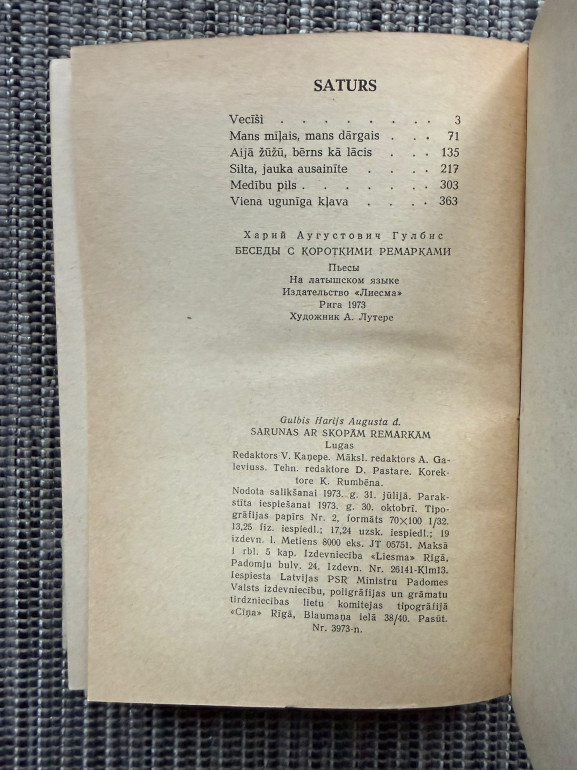 SATURS
Vecīši . . . . . . . . 3
Mans mīļais, mans dārgais . . . 71
Aijā žūžū, bērns kā lācis . . . 135
Silta, jauka ausainīte . . . . 217
Medību pils . . . . . . . 303
Viena ugunīga kļava . . . . 363
Харий Аугустович Гулбис
БЕСЕДЫ С КОРОТКИМИ РЕМАРКАМИ
Пьесы
На латышском языке
Издательство «Лиесма»
Рига 1973
Художник А. Лутере
Gulbis Harijs Augusta d.
SARUNAS AR SKOPĀM REMARKĀM
Lugas
Redaktors V. Kaņepe. Māksl. redaktors A. Ga-
leviuss. Tehn. redaktore D. Pastare. Korek-
tore K. Rumbēna.
Nodota salikšanai 1973. g. 31. jūlijā. Parak-
stīta iespiešanai 1973. g. 30. oktobrī. Tipo-
grāfijas papīrs Nr. 2, formāts 70×100 1/32.
13,25 fiz. iespiedl.; 17,24 uzsk. iespiedl.; 19
izdevn. l. Metiens 8000 eks. JT 05751. Maksā
1 rbl. 5 kap. Izdevniecība «Liesma» Rīgā,
Padomju bulv. 24. Izdevn. Nr. 26141-Klm13.
Iespiesta Latvijas PSR Ministru Padomes
Valsts izdevniecību, poligrāfijas un grāmatu
tirdzniecības lietu komitejas tipogrāfijā
«Cīņa» Rīgā, Blaumaņa ielā 38/40. Pasūt.
Nr. 3973-n.